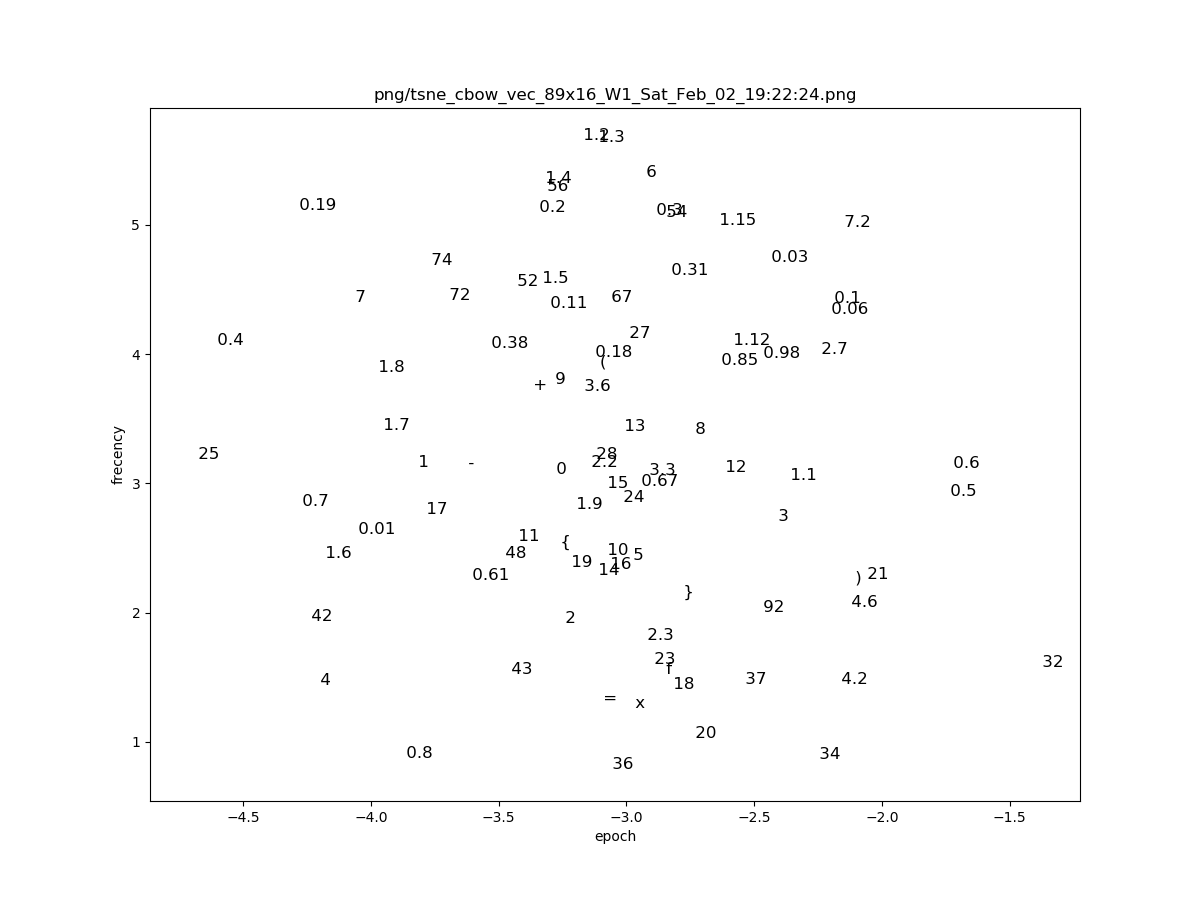 png/tsne_cbow_vec_89x16_W1_Sat_Feb_02_19:22:24.png
1.2 1.3
6
1.4
56
0.19 0.2 0.3 54
5 1.15 7.2
74 0.03
0.31
52 1.5
7 72 0.11 67 0.1
0.06
27
0.4 0.38 1.12
4 0.18 0.85 0.98 2.7
1.8 (
+ 9 3.6
1.7 13 8
frecency
25 28
1 - 0 2.2 3.3 12 0.6
3 15 0.67 1.1 0.5
0.7 17 1.9 24 3
0.01 11 {
1.6 48 19 10 5
0.61 14 16 ) 21
} 4.6
2 42 2 92
2.3
43 23 f 32
4 18 37 4.2
= x
1 0.8 36 20 34
−4.5 −4.0 −3.5 −3.0 −2.5 −2.0 −1.5
epoch